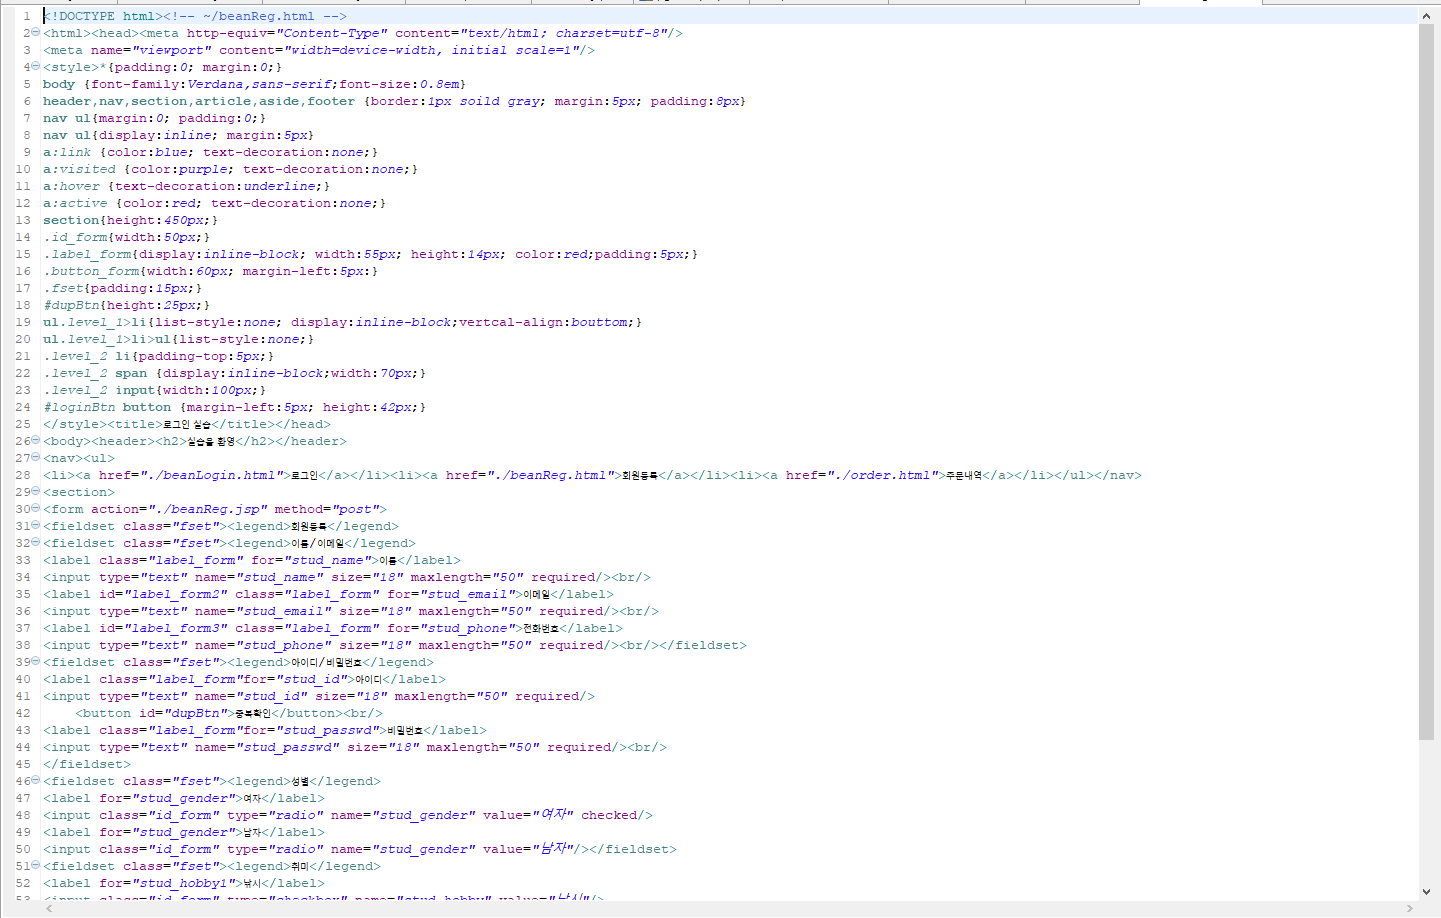 1 <!DOCTYPE html><!-- ~/beanReg.html -->
2 <html><head><meta http-equiv="Content-Type" content="text/html; charset=utf-8"/>
3 <meta name="viewport" content="width=device-width, initial scale=1"/>
4 <style>*{padding:0; margin:0;}
5 body {font-family:Verdana,sans-serif;font-size:0.8em}
6 header,nav,section,article,aside,footer {border:1px soild gray; margin:5px; padding:8px}
7 nav ul{margin:0; padding:0;}
8 nav ul{display:inline; margin:5px}
9 a:link {color:blue; text-decoration:none;}
10 a:visited {color:purple; text-decoration:none;}
11 a:hover {text-decoration:underline;}
12 a:active {color:red; text-decoration:none;}
13 section{height:450px;}
14 .id_form{width:50px;}
15 .label_form{display:inline-block; width:55px; height:14px; color:red;padding:5px;}
16 .button_form{width:60px; margin-left:5px:}
17 .fset{padding:15px;}
18 #dupBtn{height:25px;}
19 ul.level_1>li{list-style:none; display:inline-block;vertcal-align:bouttom;}
20 ul.level_1>li>ul{list-style:none;}
21 .level_2 li{padding-top:5px;}
22 .level_2 span {display:inline-block;width:70px;}
23 .level_2 input{width:100px;}
24 #loginBtn button {margin-left:5px; height:42px;}
25 </style><title>로그인 실습</title></head>
26 <body><header><h2>실습을 환영</h2></header>
27 <nav><ul>
28 <li><a href="./beanLogin.html">로그인</a></li><li><a href="./beanReg.html">회원등록</a></li><li><a href="./order.html">주문내역</a></li></ul></nav>
29 <section>
30 <form action="./beanReg.jsp" method="post">
31 <fieldset class="fset"><legend>회원등록</legend>
32 <fieldset class="fset"><legend>이름/이메일</legend>
33 <label class="label_form" for="stud_name">이름</label>
34 <input type="text" name="stud_name" size="18" maxlength="50" required/><br/>
35 <label id="label_form2" class="label_form" for="stud_email">이메일</label>
36 <input type="text" name="stud_email" size="18" maxlength="50" required/><br/>
37 <label id="label_form3" class="label_form" for="stud_phone">전화번호</label>
38 <input type="text" name="stud_phone" size="18" maxlength="50" required/><br/></fieldset>
39 <fieldset class="fset"><legend>아이디/비밀번호</legend>
40 <label class="label_form"for="stud_id">아이디</label>
41 <input type="text" name="stud_id" size="18" maxlength="50" required/>
42 <button id="dupBtn">중복확인</button><br/>
43 <label class="label_form"for="stud_passwd">비밀번호</label>
44 <input type="text" name="stud_passwd" size="18" maxlength="50" required/><br/>
45 </fieldset>
46 <fieldset class="fset"><legend>성별</legend>
47 <label for="stud_gender">여자</label>
48 <input class="id_form" type="radio" name="stud_gender" value="여자" checked/>
49 <label for="stud_gender">남자</label>
50 <input class="id_form" type="radio" name="stud_gender" value="남자"/></fieldset>
51 <fieldset class="fset"><legend>취미</legend>
52 <label for="stud_hobby1">낚시</label>
53 <input class="id_form" type="checkbox" name="stud_hobby" value="낚시"/>